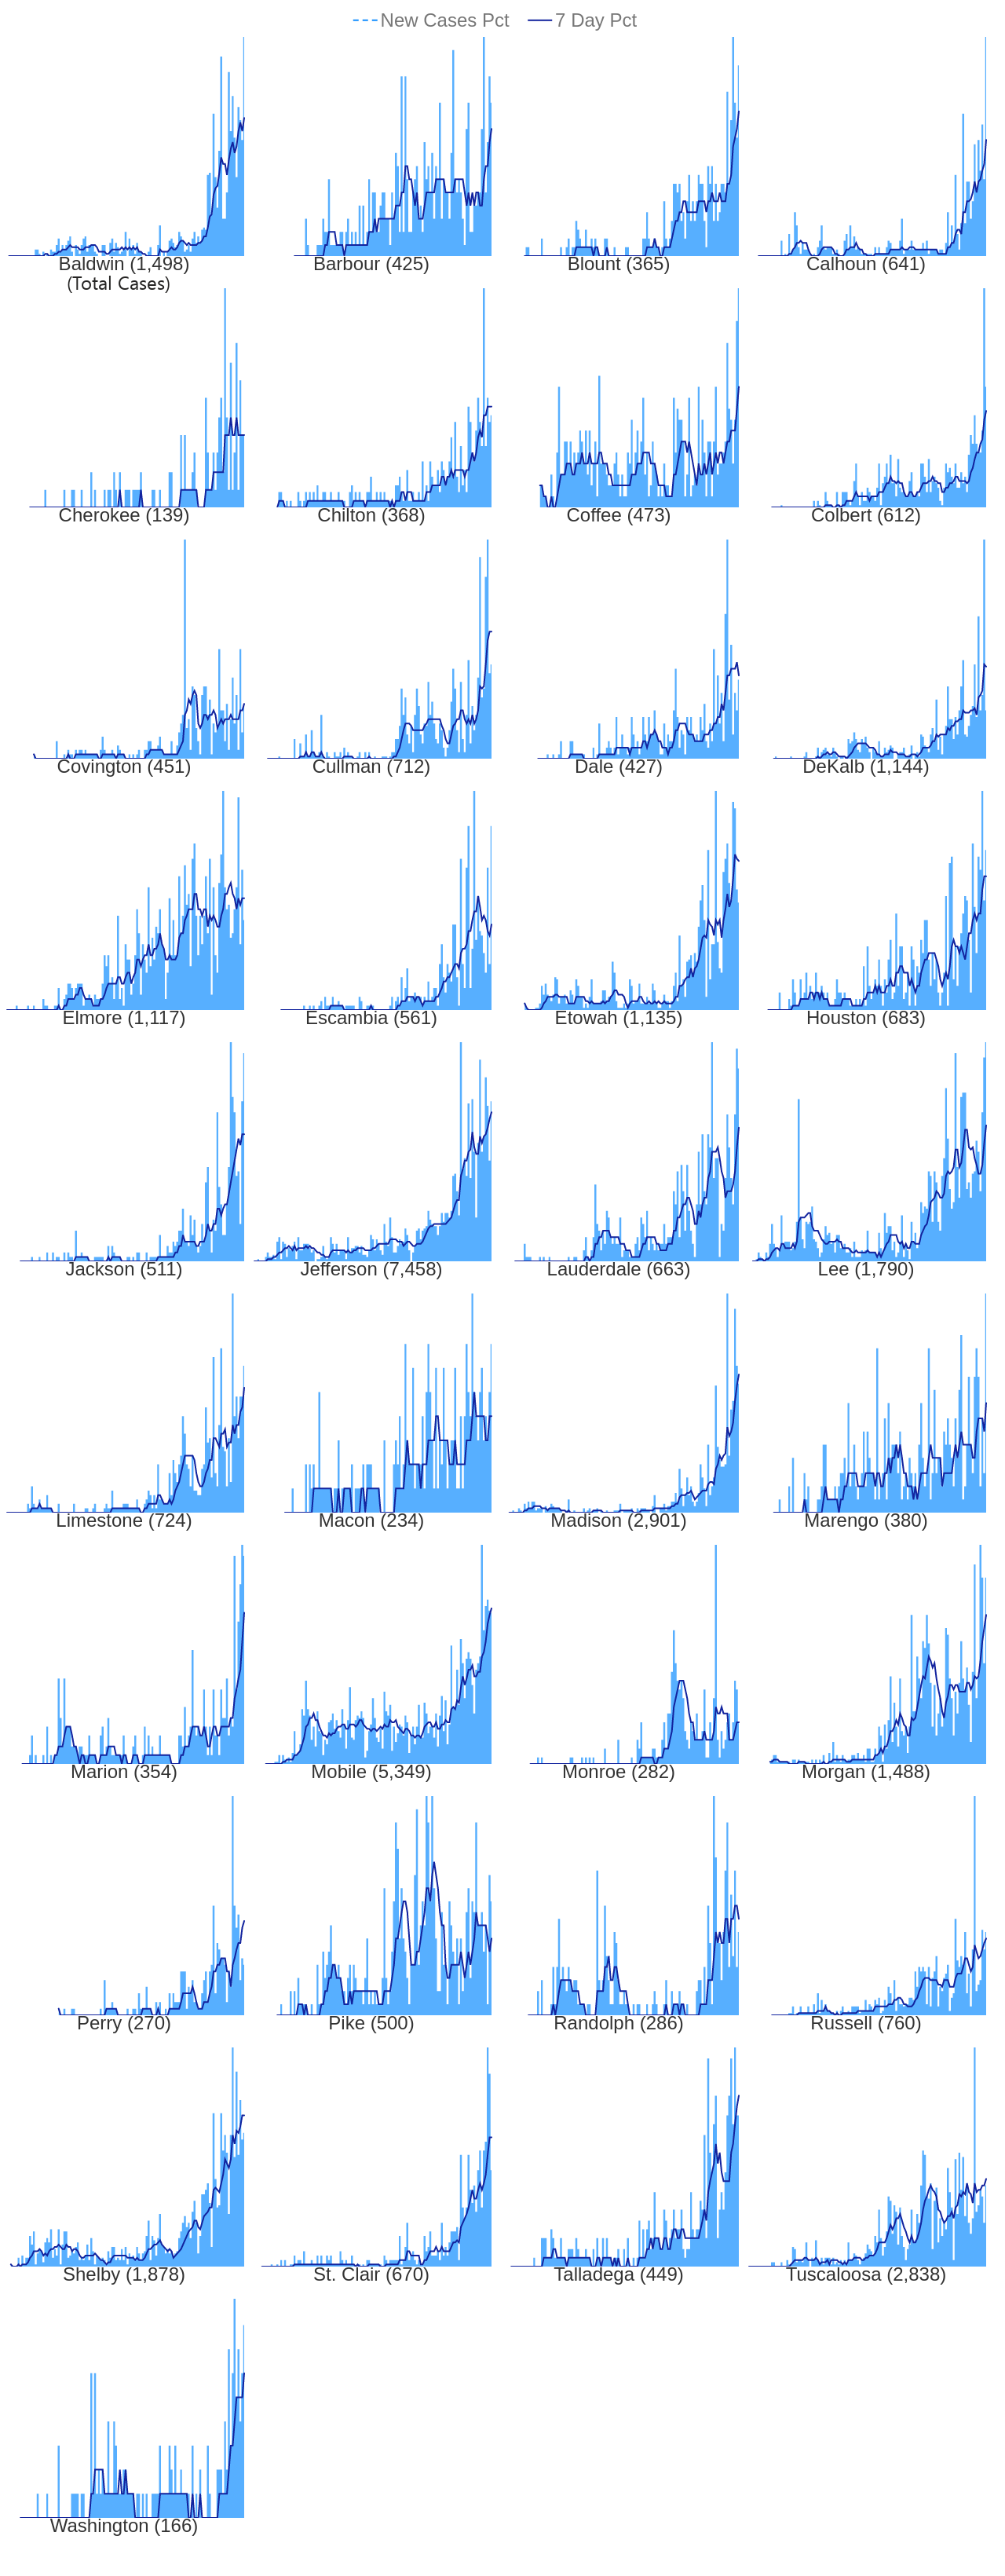 New Cases Pct 7 Day Pct
Baldwin (1,498) Barbour (425) Blount (365) Calhoun (641)
(Total Cases)
Cherokee (139) Chilton (368) Coffee (473) Colbert (612)
Covington (451) Cullman (712) Dale (427) DeKalb (1,144)
Elmore (1,117) Escambia (561) Etowah (1,135) Houston (683)
Jackson (511) Jefferson (7,458) Lauderdale (663) Lee (1,790)
Limestone (724) Macon (234) Madison (2,901) Marengo (380)
Marion (354) Mobile (5,349) Monroe (282) Morgan (1,488)
Perry (270) Pike (500) Randolph (286) Russell (760)
Shelby (1,878) St. Clair (670) Talladega (449) Tuscaloosa (2,838)
Washington (166)